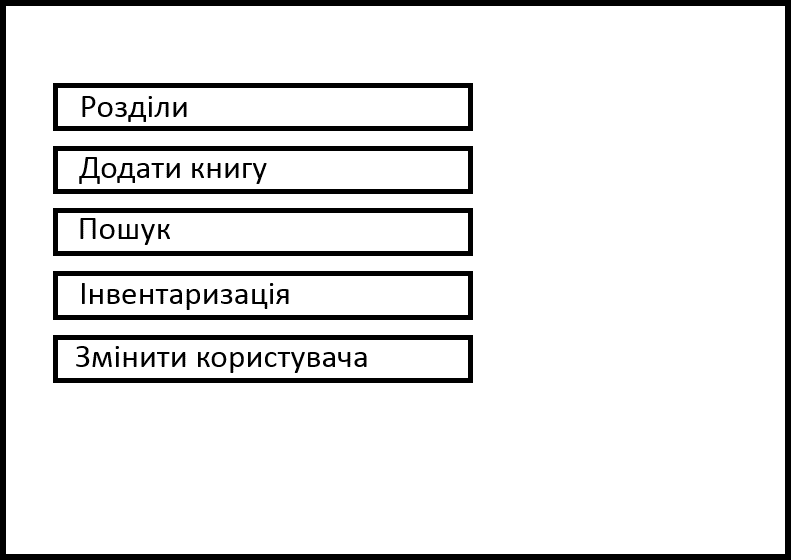 Розділи
Додати книгу
Пошук
Інвентаризація
Змінити користувача